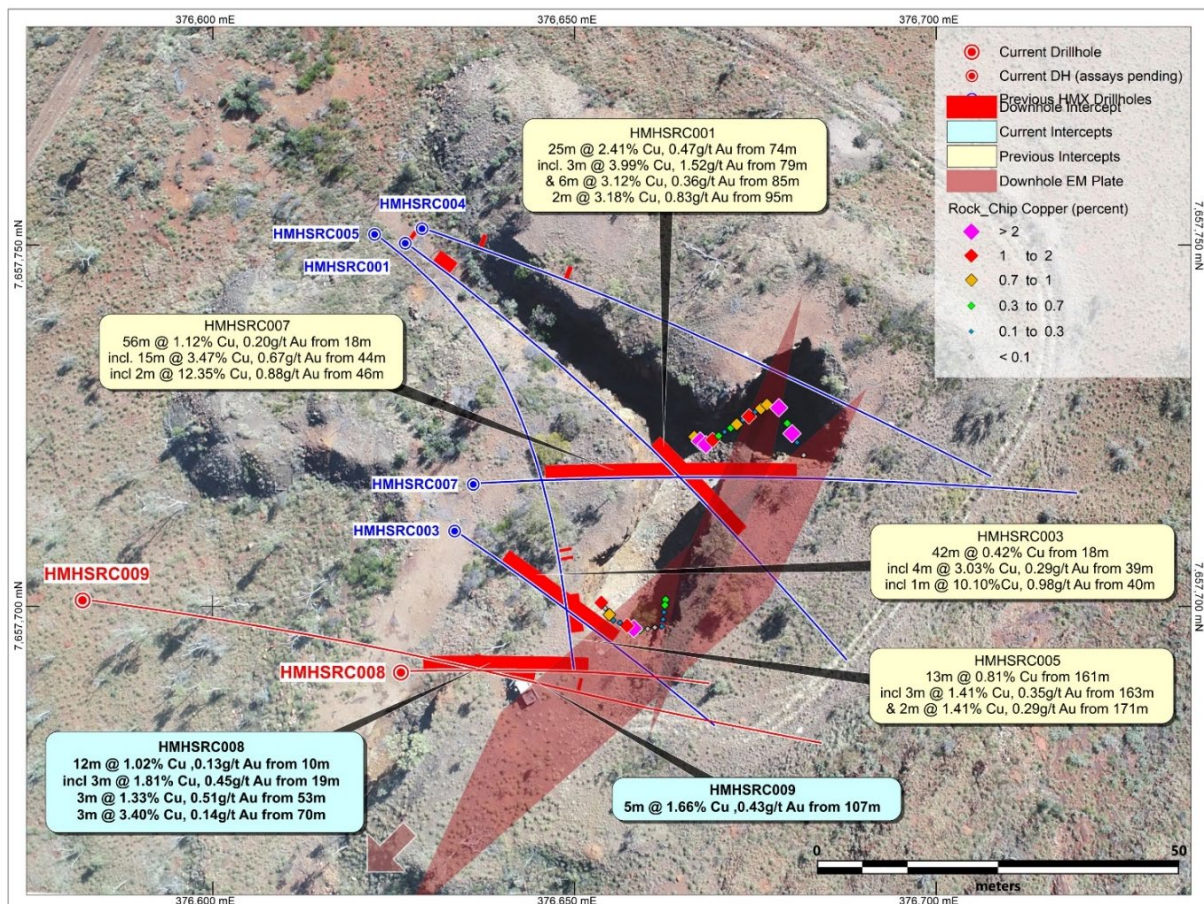 376,600 mE
376,650 mE
376,700 mE
Current Drillhole
Current DH (assays pending)
Previous HMX Drillholes
Downhole Intercept
Current Intercepts
Previous Intercepts
Downhole EM Plate
Rock_Chip Copper (percent)
> 2
1 to 2
0.7 to 1
0.3 to 0.7
0.1 to 0.3
< 0.1
HMHSRC001
25m @ 2.41% Cu, 0.47g/t Au from 74m
incl. 3m @ 3.99% Cu, 1.52g/t Au from 79m
& 6m @ 3.12% Cu, 0.36g/t Au from 85m
2m @ 3.18% Cu, 0.83g/t Au from 95m
HMHSRC004
HMHSRC005
HMHSRC001
7,657,750 mN
7,657,750 mN
HMHSRC007
56m @ 1.12% Cu, 0.20g/t Au from 18m
incl. 15m @ 3.47% Cu, 0.67g/t Au from 44m
incl 2m @ 12.35% Cu, 0.88g/t Au from 46m
HMHSRC007
HMHSRC003
HMHSRC003
42m @ 0.42% Cu from 18m
incl 4m @ 3.03% Cu, 0.29g/t Au from 39m
incl 1m @ 10.10%Cu, 0.98g/t Au from 40m
HMHSRC009
7,657,700 mN
7,657,700 mN
HMHSRC008
HMHSRC005
13m @ 0.81% Cu from 161m
incl 3m @ 1.41% Cu, 0.35g/t Au from 163m
& 2m @ 1.41% Cu, 0.29g/t Au from 171m
HMHSRC008
12m @ 1.02% Cu ,0.13g/t Au from 10m
incl 3m @ 1.81% Cu, 0.45g/t Au from 19m
3m @ 1.33% Cu, 0.51g/t Au from 53m
3m @ 3.40% Cu, 0.14g/t Au from 70m
HMHSRC009
5m @ 1.66% Cu ,0.43g/t Au from 107m
0
50
meters
376,600 mE
376,650 mE
376,700 mE